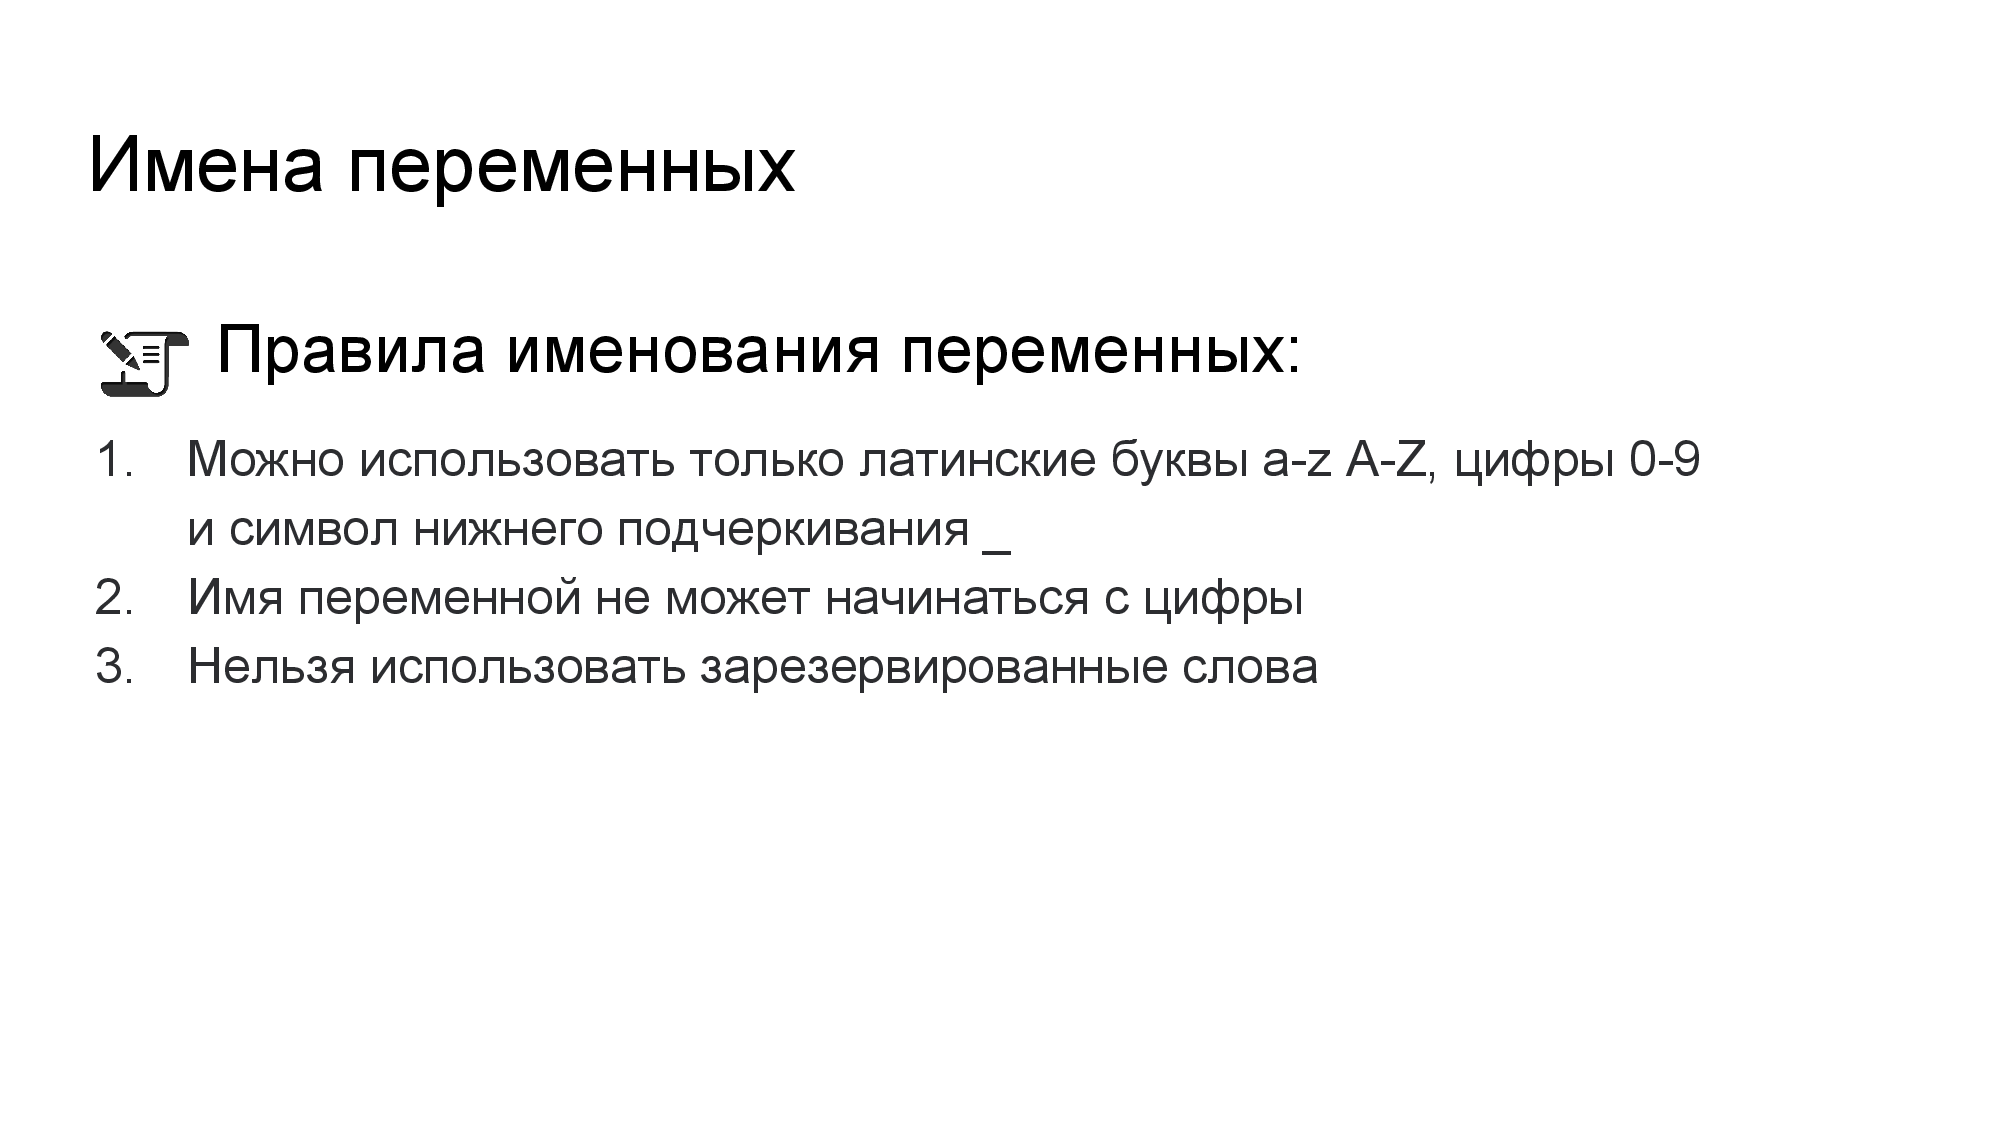 Имена переменных
Правила именования переменных:
1. Можно использовать только латинские буквы a-z A-Z, цифры 0-9
и символ нижнего подчеркивания _
2. Имя переменной не может начинаться с цифры
3. Нельзя использовать зарезервированные слова